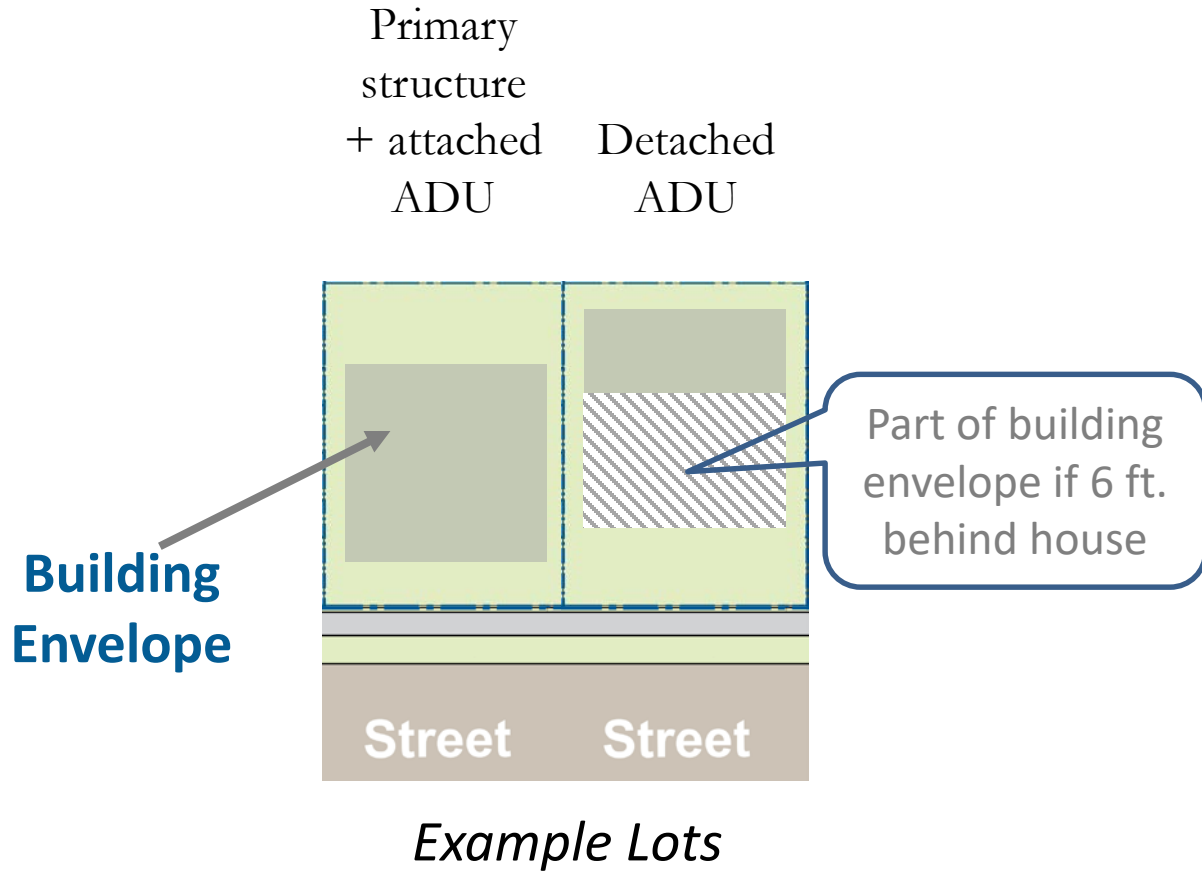 Primary
structure
+ attached
ADU
Detached
ADU
Building
Envelope
Part of building
envelope if 6 ft.
behind house
Street
Street
Example Lots